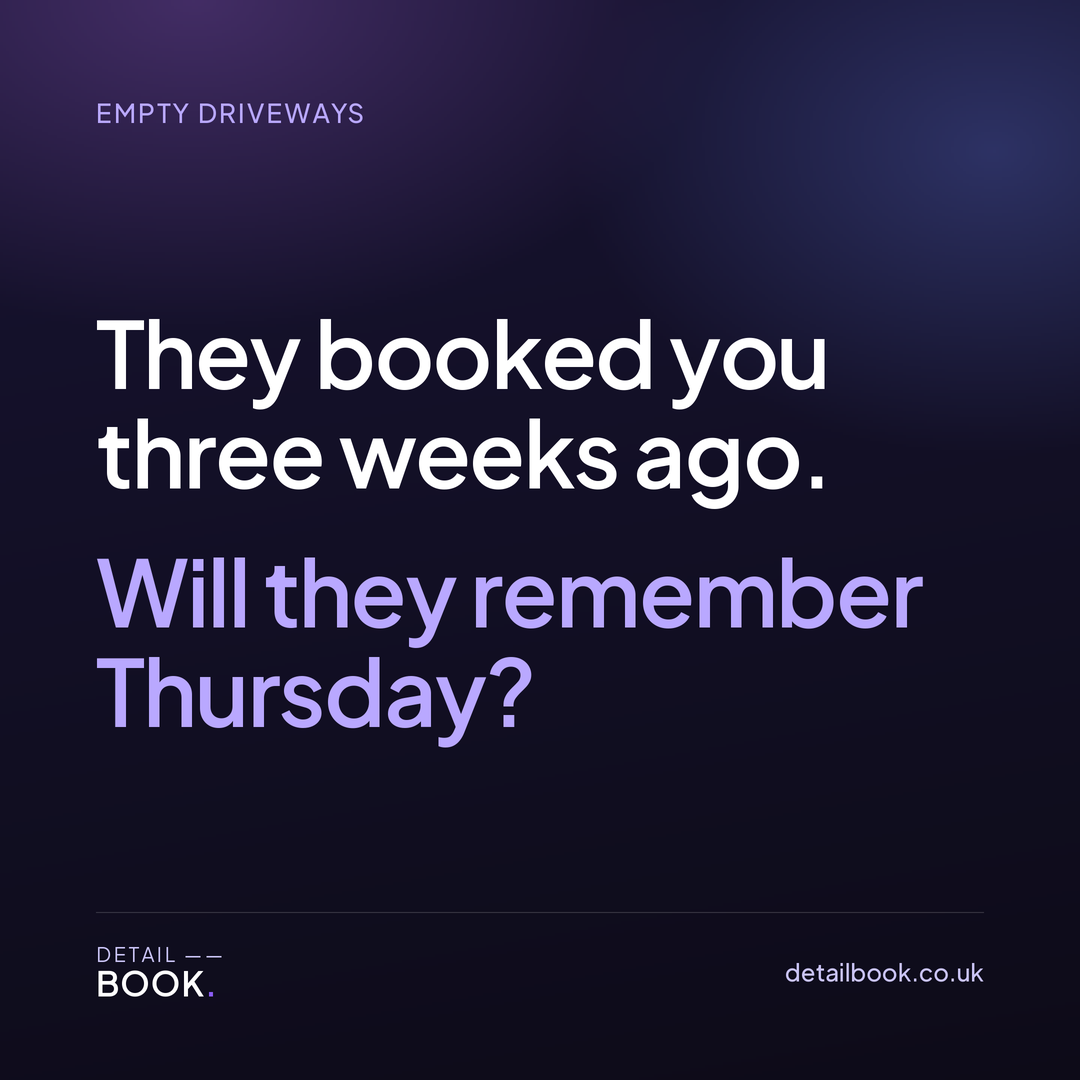 EMPTY DRIVEWAYS
They booked you
three weeks ago.
Will they remember
Thursday?
DETAIL ——
BOOK.
detailbook.co.uk